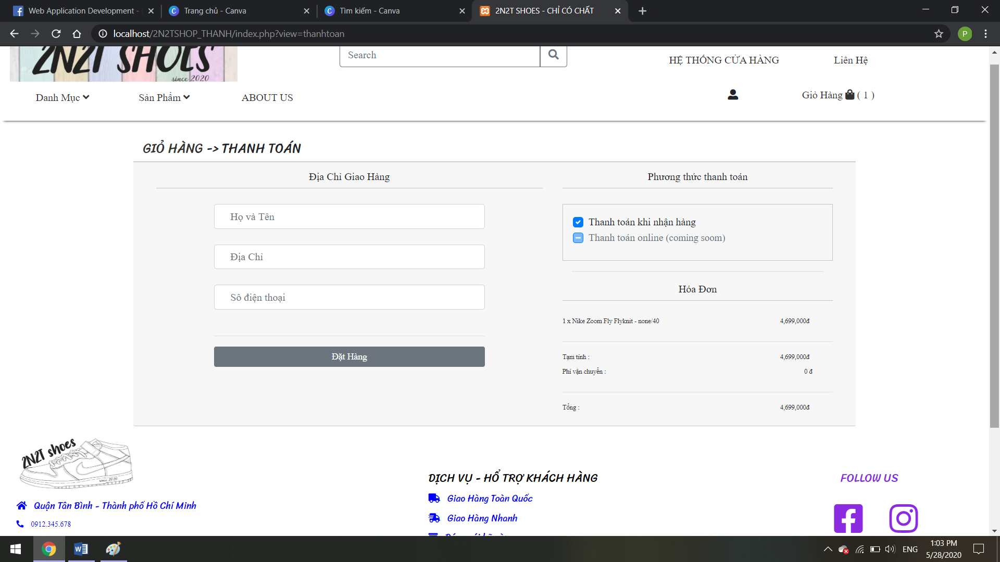 Web Application Development -
Trang chủ - Canva
Tìm kiếm - Canva
2N2T SHOES - CHỈ CÓ CHẤT
localhost/2N2TSHOP_THANH/index.php?view=thanhtoan
P
2N2T SHOES
since 2020
Search
HỆ THỐNG CỬA HÀNG
Liên Hệ
Danh Mục
Sản Phẩm
ABOUT US
Giỏ Hàng ( 1 )
GIỎ HÀNG -> THANH TOÁN
Địa Chỉ Giao Hàng
Họ và Tên
Địa Chỉ
Sô điện thoại
Đặt Hàng
Phương thức thanh toán
Thanh toán khi nhận hàng
Thanh toán online (coming soom)
Hóa Đơn
1 x Nike Zoom Fly Flyknit - none/40 4,699,000đ
Tạm tính : 4,699,000đ
Phí vận chuyển : 0 đ
Tổng : 4,699,000đ
2N2T shoes
since 2020
Quận Tân Bình - Thành phố Hồ Chí Minh
0912.345.678
DỊCH VỤ - HỔ TRỢ KHÁCH HÀNG
Giao Hàng Toàn Quốc
Giao Hàng Nhanh
FOLLOW US
ENG
1:03 PM
5/28/2020